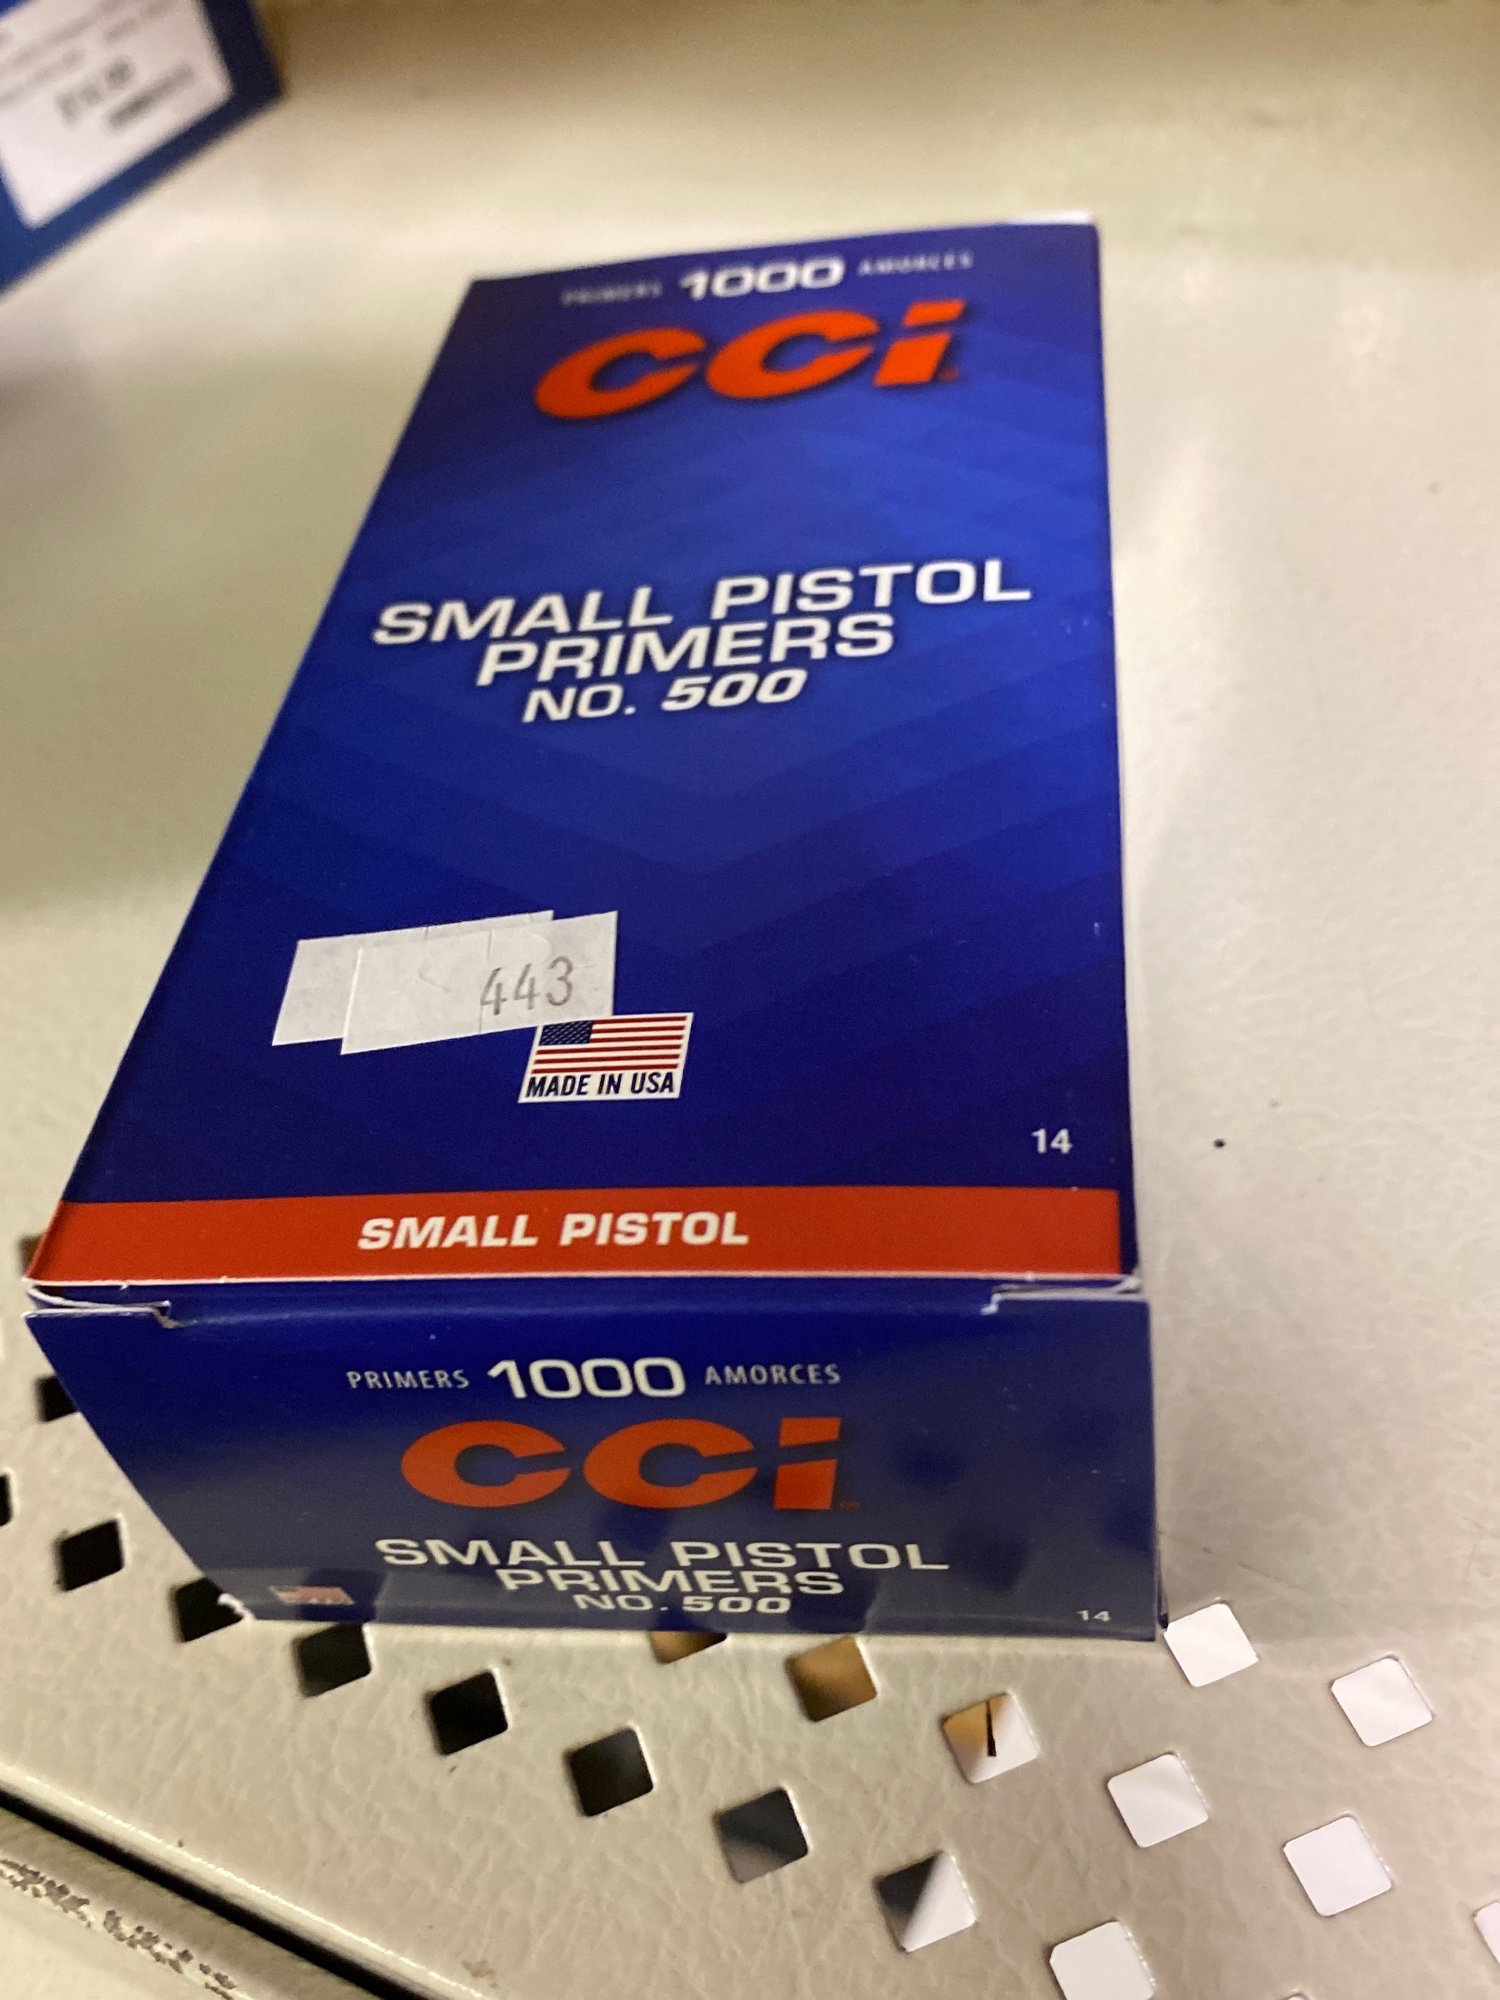 PRIMERS 1000 AMORCES
CCI
SMALL PISTOL
PRIMERS
NO. 500
443
MADE IN USA
14
SMALL PISTOL
PRIMERS 1000 AMORCES
CCI
SMALL PISTOL
PRIMERS
NO. 500
14